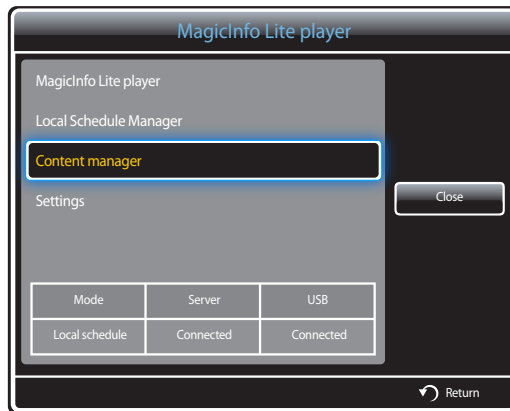 MagicInfo Lite player
MagicInfo Lite player
Local Schedule Manager
Content manager
Settings
Close
Mode Server USB
Local schedule Connected Connected
Return